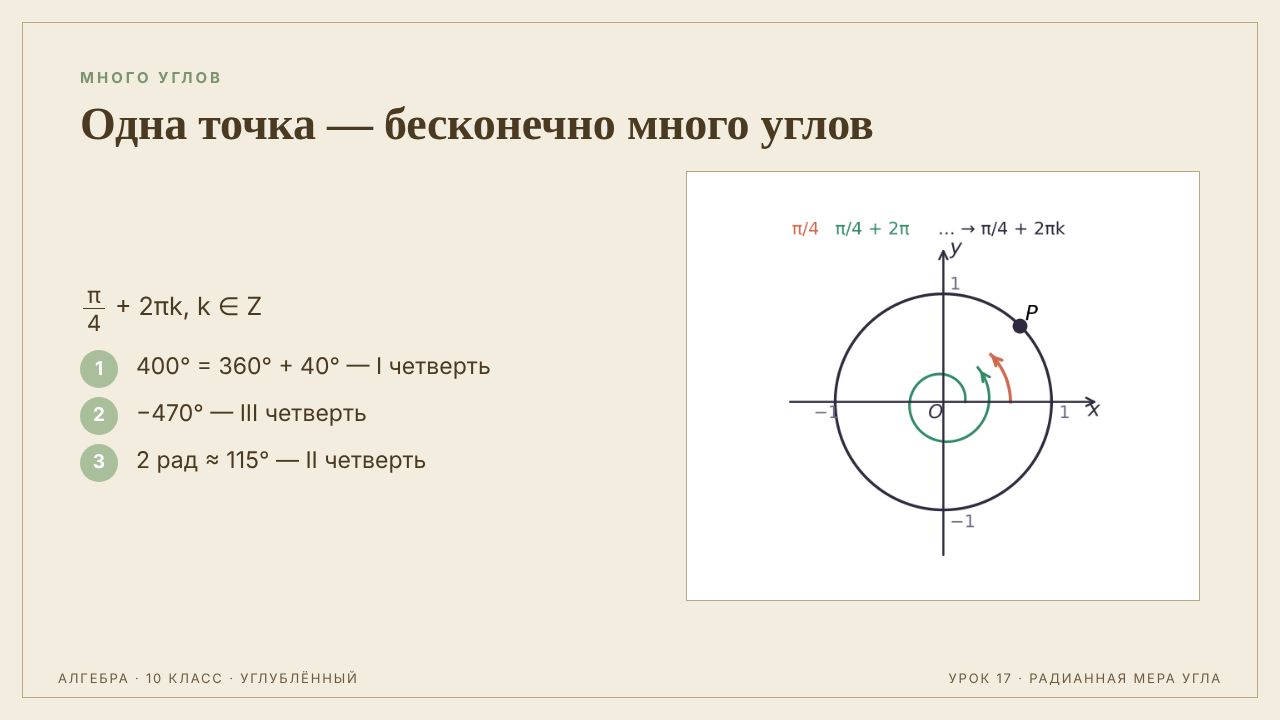 МНОГО УГЛОВ
Одна точка — бесконечно много углов
π/4 π/4 + 2π ... → π/4 + 2πk
y
1
P
−1
O
1
x
−1
π
4
+ 2πk, k ∈ Z
1 400° = 360° + 40° — I четверть
2 −470° — III четверть
3 2 рад ≈ 115° — II четверть
АЛГЕБРА · 10 КЛАСС · УГЛУБЛЁННЫЙ
УРОК 17 · РАДИАННАЯ МЕРА УГЛА